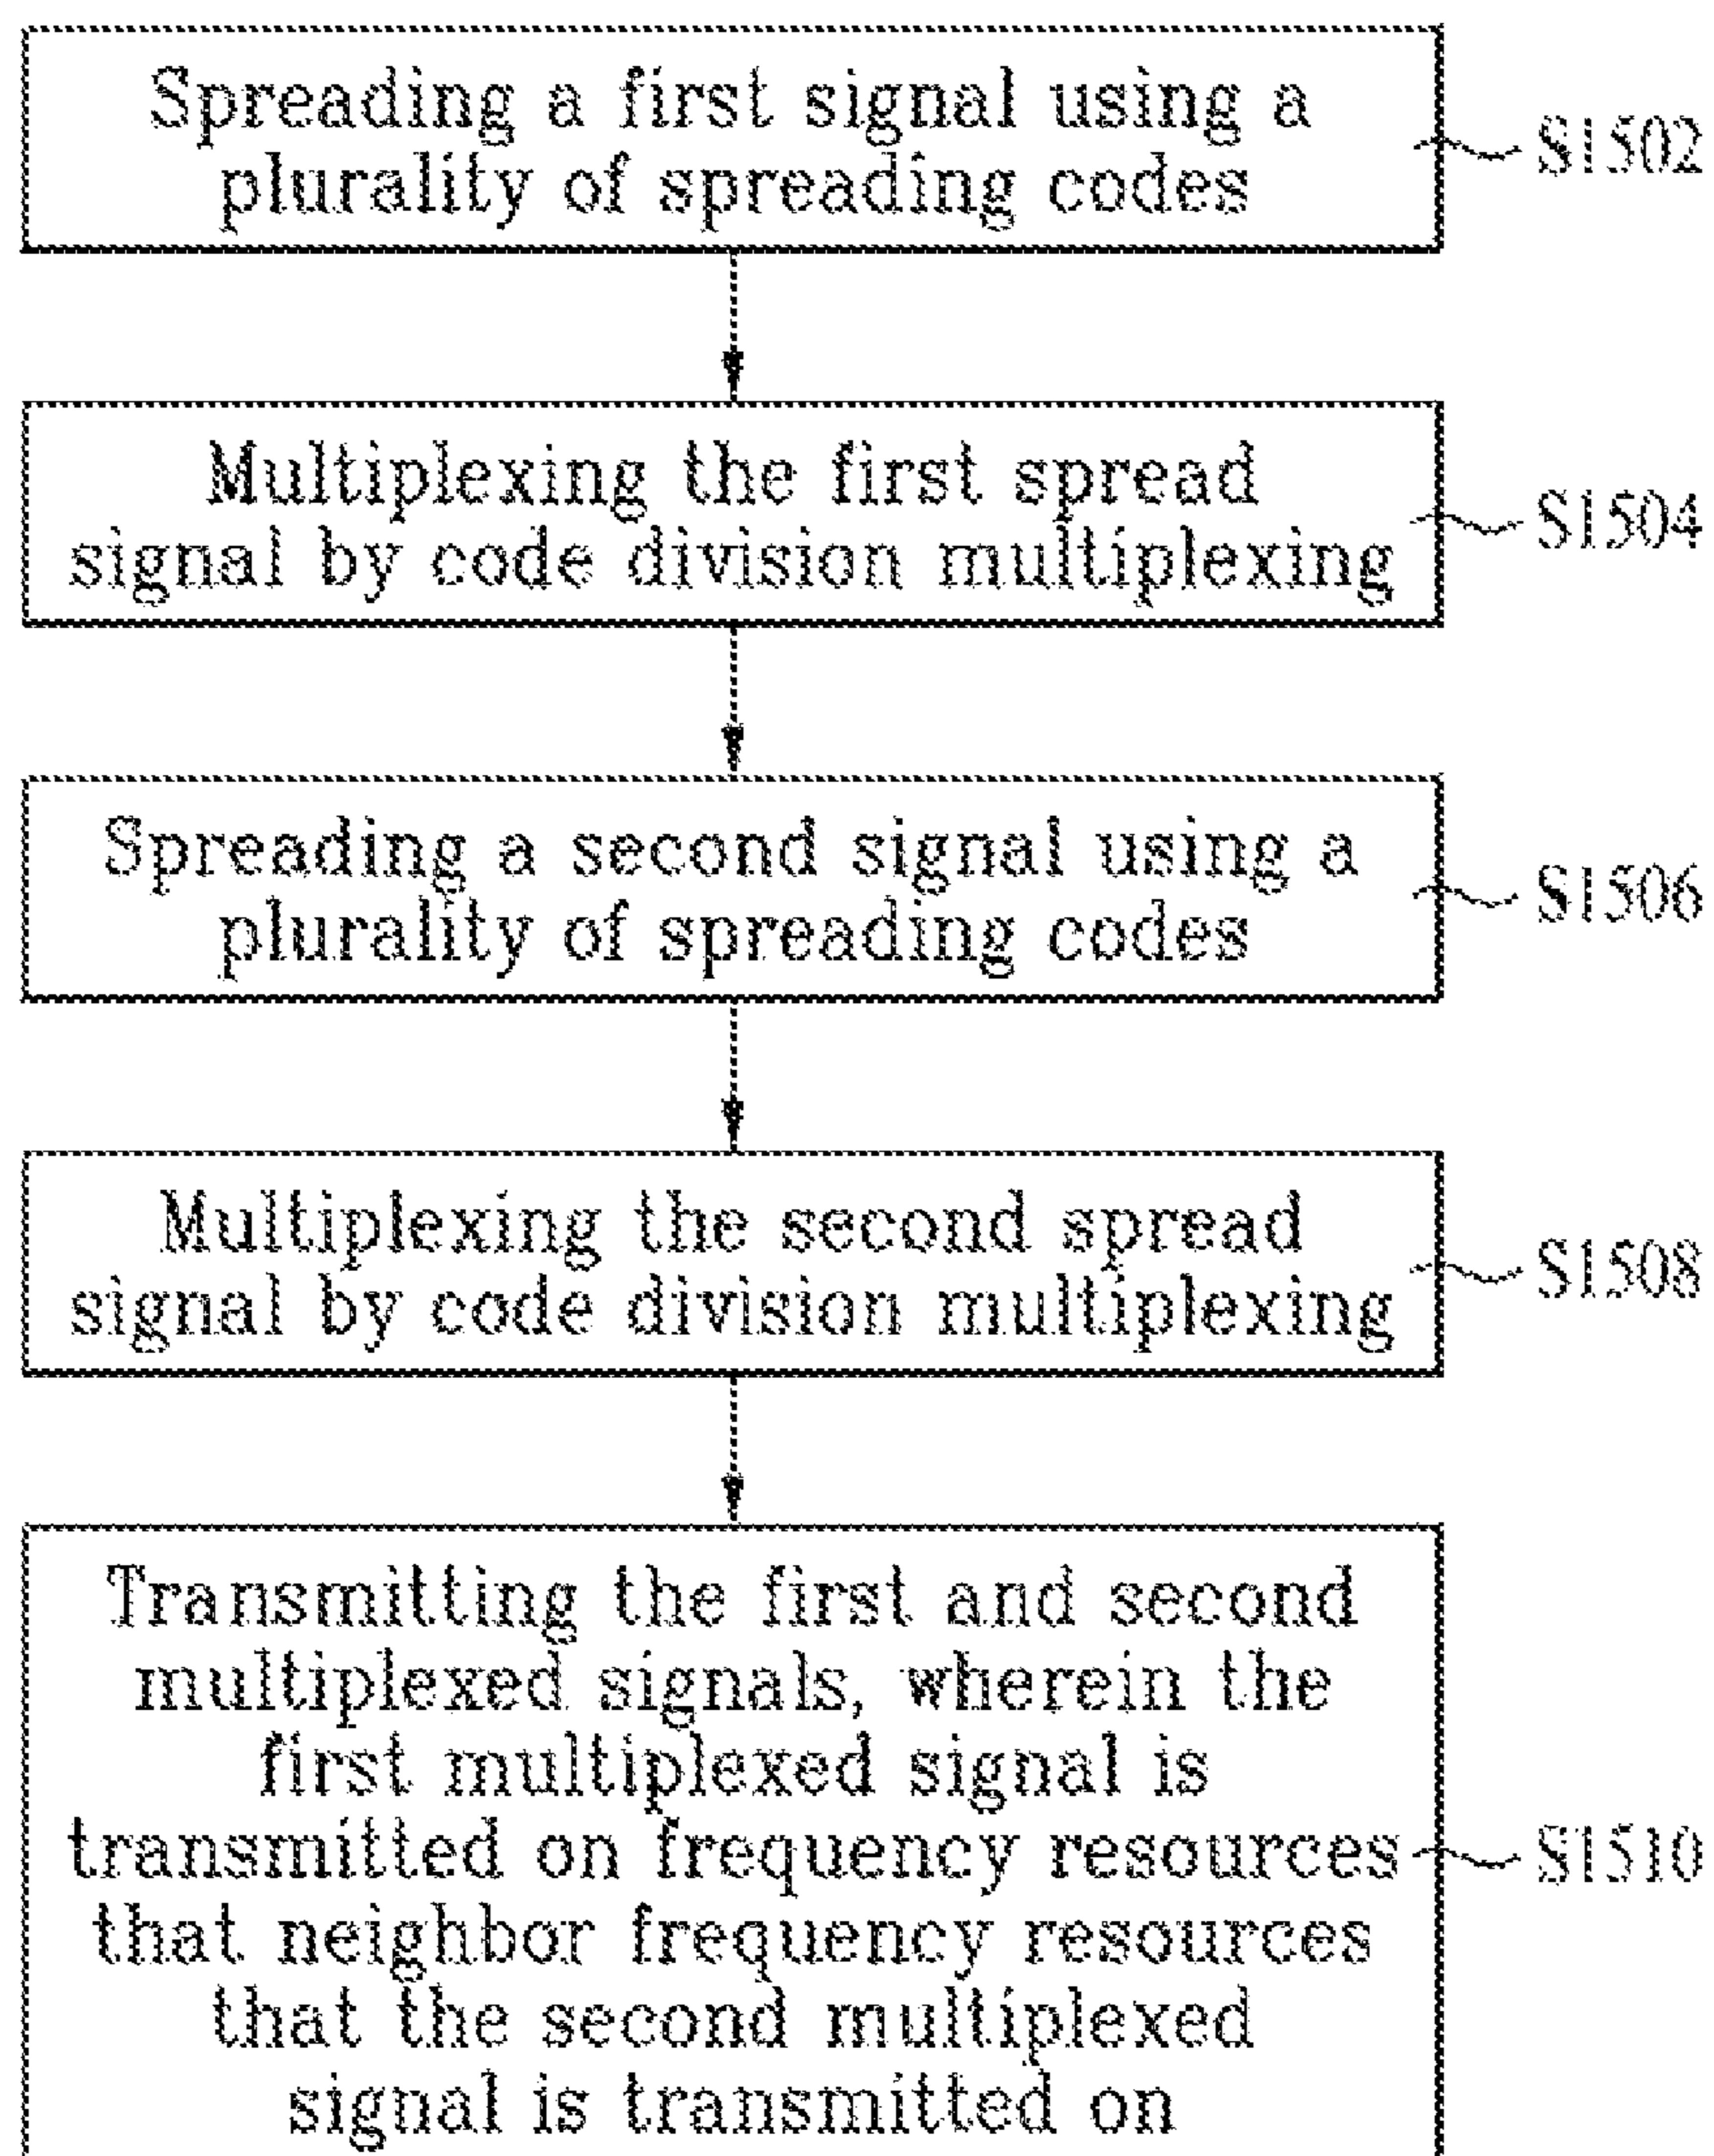 Spreading a first signal using a
plurality of spreading codes
S1502
Multiplexing the first spread
signal by code division multiplexing
S1504
Spreading a second signal using a
plurality of spreading codes
S1506
Multiplexing the second spread
signal by code division multiplexing
S1508
Transmitting the first and second
multiplexed signals, wherein the
first multiplexed signal is
transmitted on frequency resources
that neighbor frequency resources
that the second multiplexed
signal is transmitted on
S1510